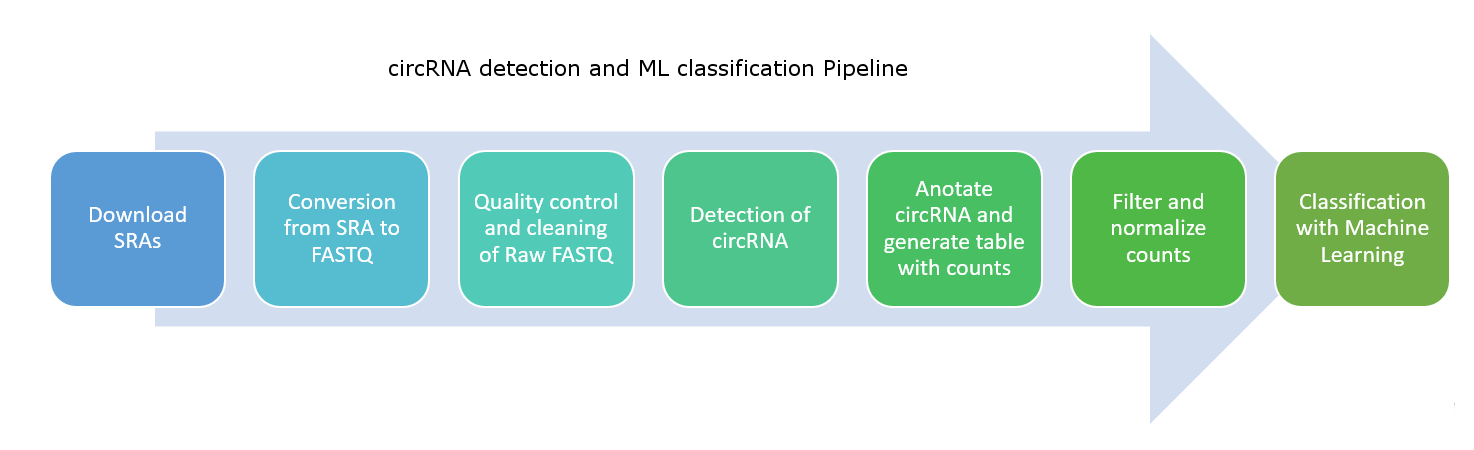 circRNA detection and ML classification Pipeline
Download
SRAs
Conversion
from SRA to
FASTQ
Quality control
and cleaning
of Raw FASTQ
Detection of
circRNA
Anotate
circRNA and
generate table
with counts
Filter and
normalize
counts
Classification
with Machine
Learning